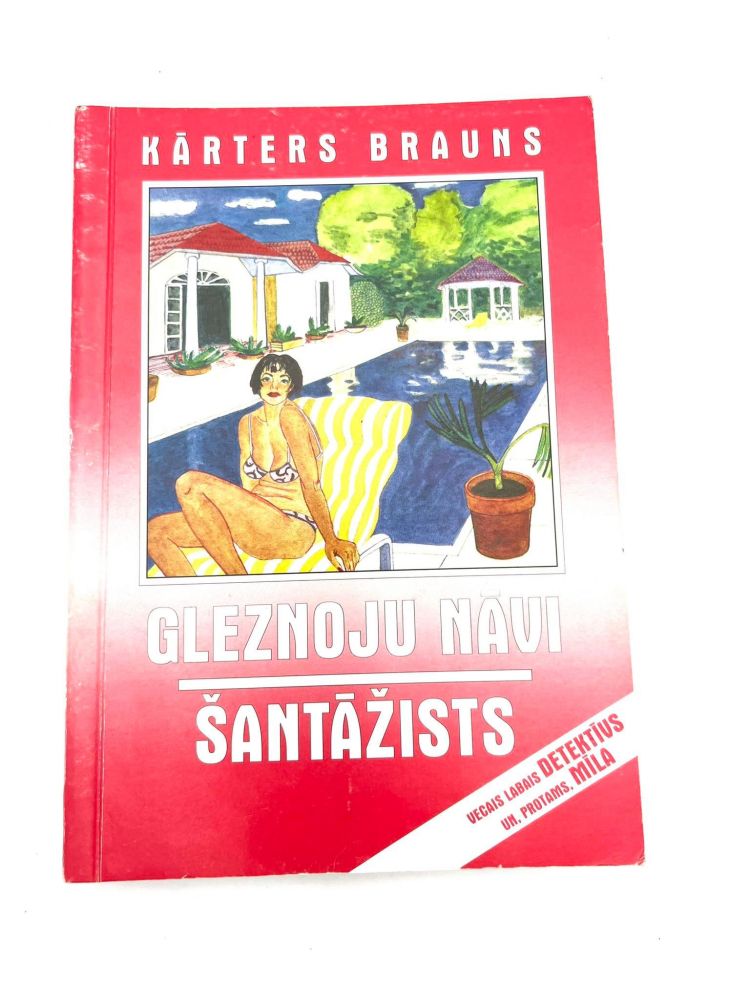 KĀRTERS BRAUNS
GLEZNOJU NĀVI
ŠANTĀŽISTS
VECAIS LABAIS DETEKTĪVS
UN, PROTAMS, MĪLA